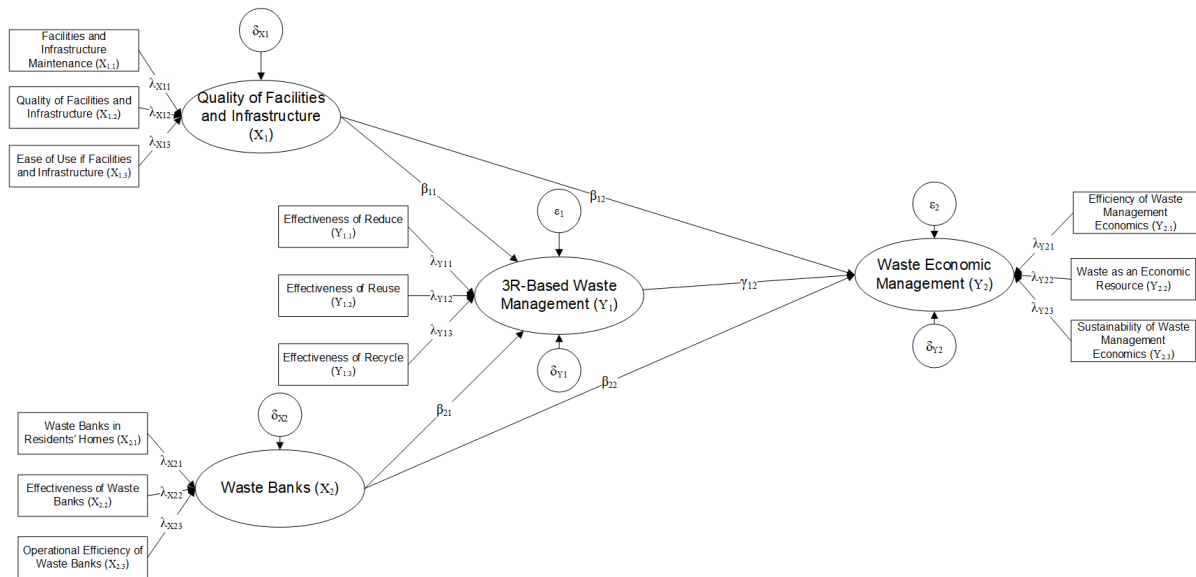 Facilities and
Infrastructure
Maintenance (X₁.₁)
Quality of Facilities and
Infrastructure (X₁.₂)
Ease of Use if Facilities
and Infrastructure (X₁.₃)
λX11
λX12
λX13
δX1
Quality of Facilities
and Infrastructure
(X₁)
β11
β12
Effectiveness of Reduce
(Y₁.₁)
Effectiveness of Reuse
(Y₁.₂)
Effectiveness of Recycle
(Y₁.₃)
λY11
λY12
λY13
ε1
3R-Based Waste
Management (Y₁)
δY1
γ12
ε2
Waste Economic
Management (Y₂)
δY2
Efficiency of Waste
Management
Economics (Y₂.₁)
Waste as an Economic
Resource (Y₂.₂)
Sustainability of Waste
Management
Economics (Y₂.₃)
λY21
λY22
λY23
β21
β22
Waste Banks in
Residents' Homes (X₂.₁)
Effectiveness of Waste
Banks (X₂.₂)
Operational Efficiency of
Waste Banks (X₂.₃)
λX21
λX22
λX23
δX2
Waste Banks (X₂)